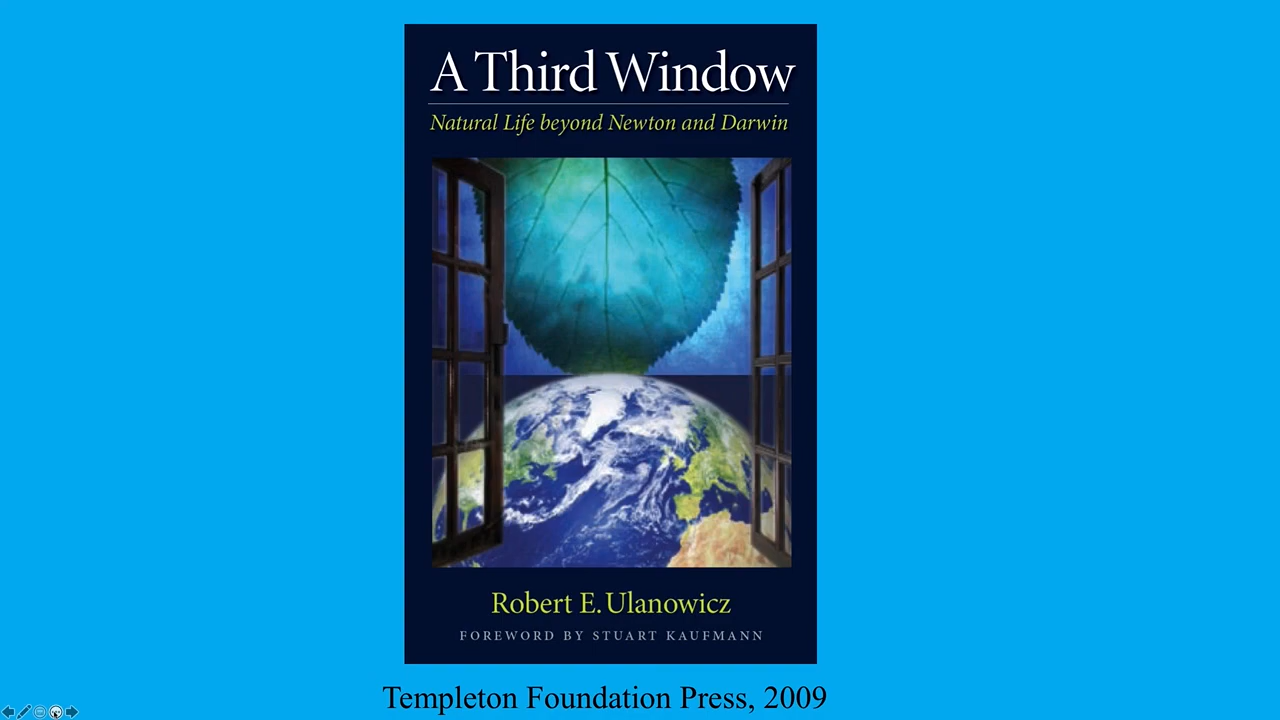 A Third Window
Natural Life beyond Newton and Darwin
Robert E. Ulanowicz
FOREWORD BY STUART KAUFMANN
Templeton Foundation Press, 2009